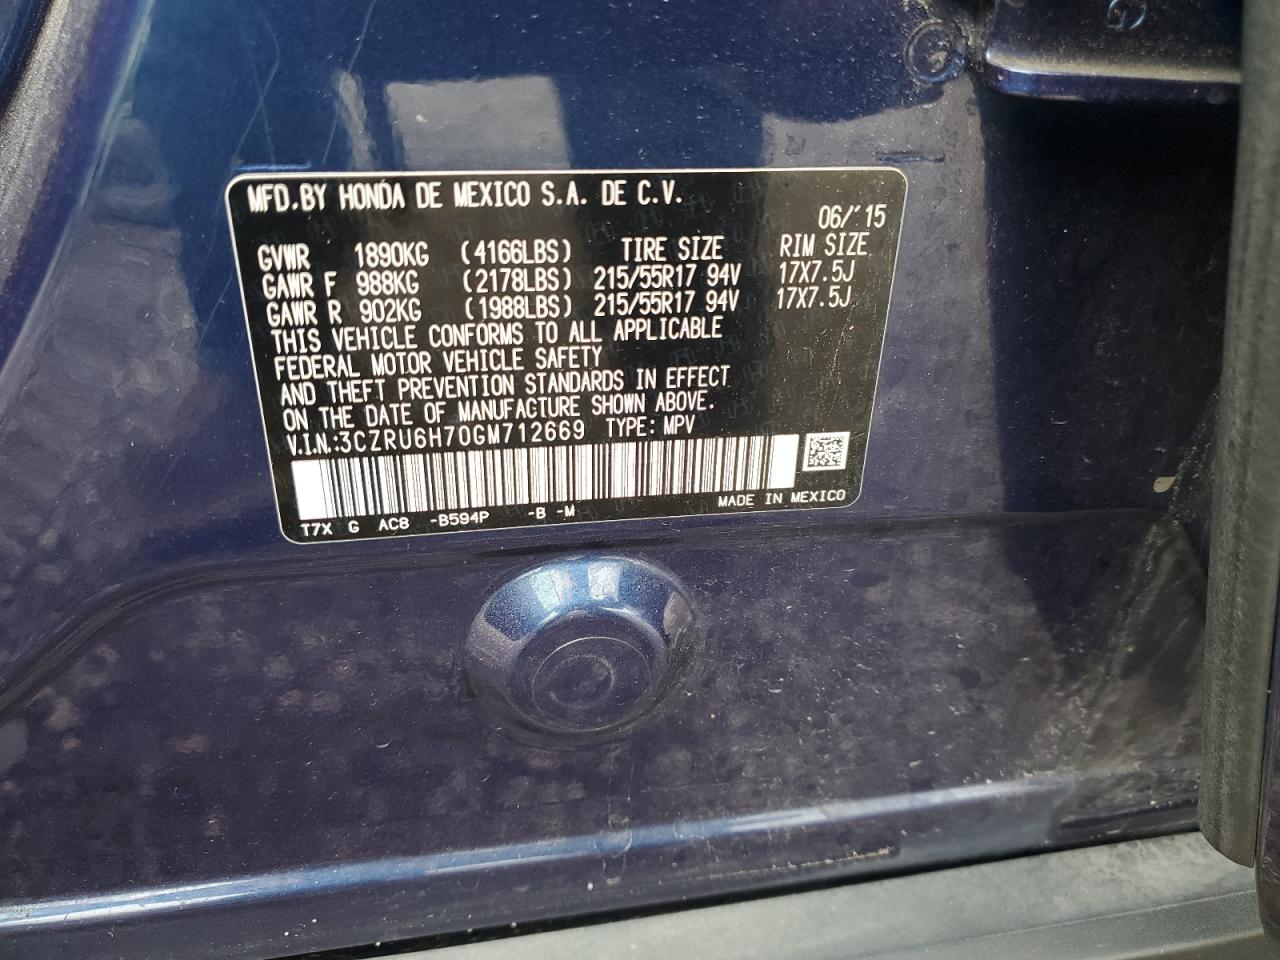 MFD.BY HONDA DE MEXICO S.A. DE C.V.
06/'15
GVWR 1890KG (4166LBS) TIRE SIZE RIM SIZE
GAWR F 988KG (2178LBS) 215/55R17 94V 17X7.5J
GAWR R 902KG (1988LBS) 215/55R17 94V 17X7.5J
THIS VEHICLE CONFORMS TO ALL APPLICABLE
FEDERAL MOTOR VEHICLE SAFETY
AND THEFT PREVENTION STANDARDS IN EFFECT
ON THE DATE OF MANUFACTURE SHOWN ABOVE.
V.I.N.:3CZRU6H70GM712669 TYPE: MPV
MADE IN MEXICO
T7X G AC8 -B594P -B -M